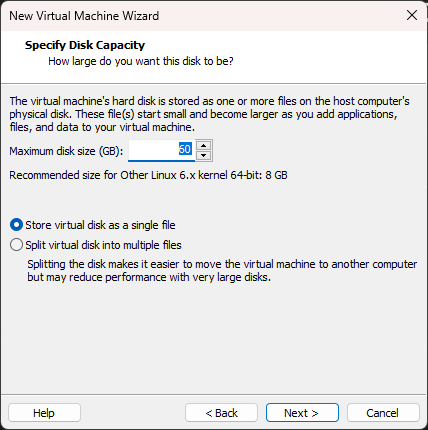 New Virtual Machine Wizard
Specify Disk Capacity
How large do you want this disk to be?
The virtual machine's hard disk is stored as one or more files on the host computer's
physical disk. These file(s) start small and become larger as you add applications,
files, and data to your virtual machine.
Maximum disk size (GB): 60
Recommended size for Other Linux 6.x kernel 64-bit: 8 GB
Store virtual disk as a single file
Split virtual disk into multiple files
Splitting the disk makes it easier to move the virtual machine to another computer
but may reduce performance with very large disks.
Help < Back Next > Cancel